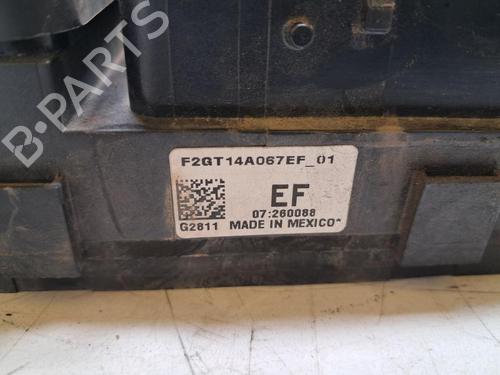 F2GT14A067EF_01
EF
07:260088
G2811 MADE IN MEXICO*
B-PARTS